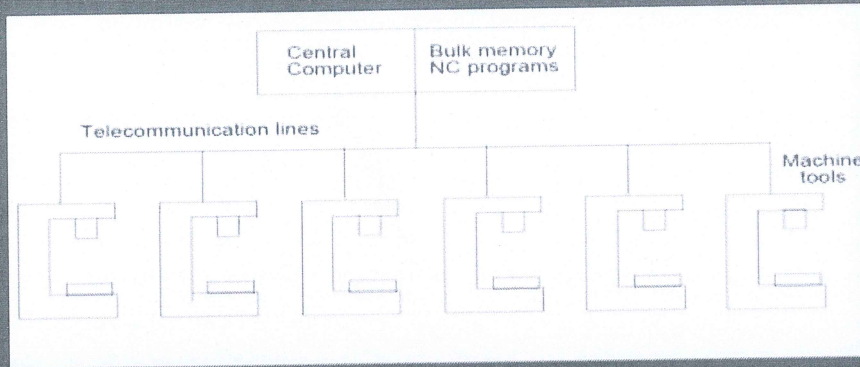 Central
Computer
Bulk memory
NC programs
Telecommunication lines
Machine
tools